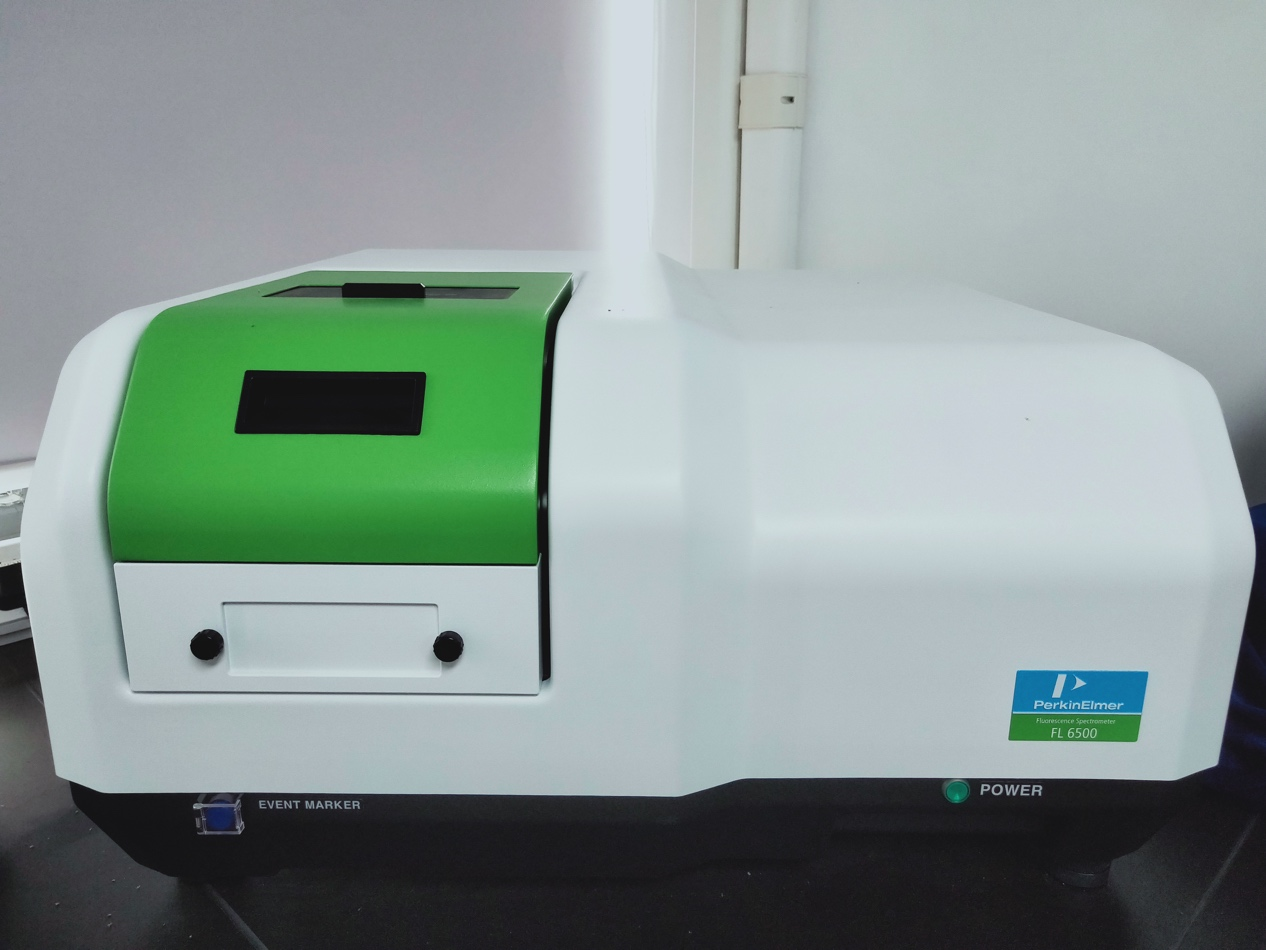 PerkinElmer
Fluorescence Spectrometer
FL 6500
EVENT MARKER
POWER